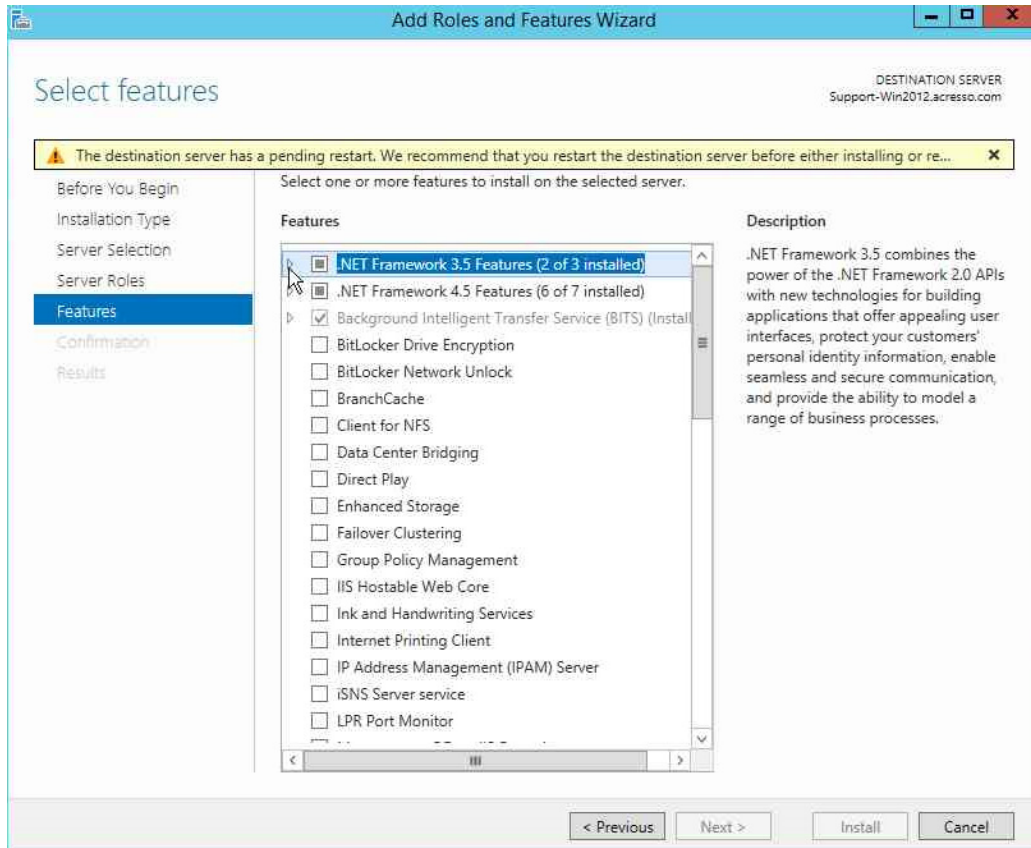 Add Roles and Features Wizard
Select features
DESTINATION SERVER
Support-Win2012.acresso.com
The destination server has a pending restart. We recommend that you restart the destination server before either installing or re...
Before You Begin
Installation Type
Server Selection
Server Roles
Features
Confirmation
Results
Select one or more features to install on the selected server.
Features
.NET Framework 3.5 Features (2 of 3 installed)
.NET Framework 4.5 Features (6 of 7 installed)
Background Intelligent Transfer Service (BITS) (Install
BitLocker Drive Encryption
BitLocker Network Unlock
BranchCache
Client for NFS
Data Center Bridging
Direct Play
Enhanced Storage
Failover Clustering
Group Policy Management
IIS Hostable Web Core
Ink and Handwriting Services
Internet Printing Client
IP Address Management (IPAM) Server
iSNS Server service
LPR Port Monitor
Description
.NET Framework 3.5 combines the
power of the .NET Framework 2.0 APIs
with new technologies for building
applications that offer appealing user
interfaces, protect your customers'
personal identity information, enable
seamless and secure communication,
and provide the ability to model a
range of business processes.
< Previous
Next >
Install
Cancel